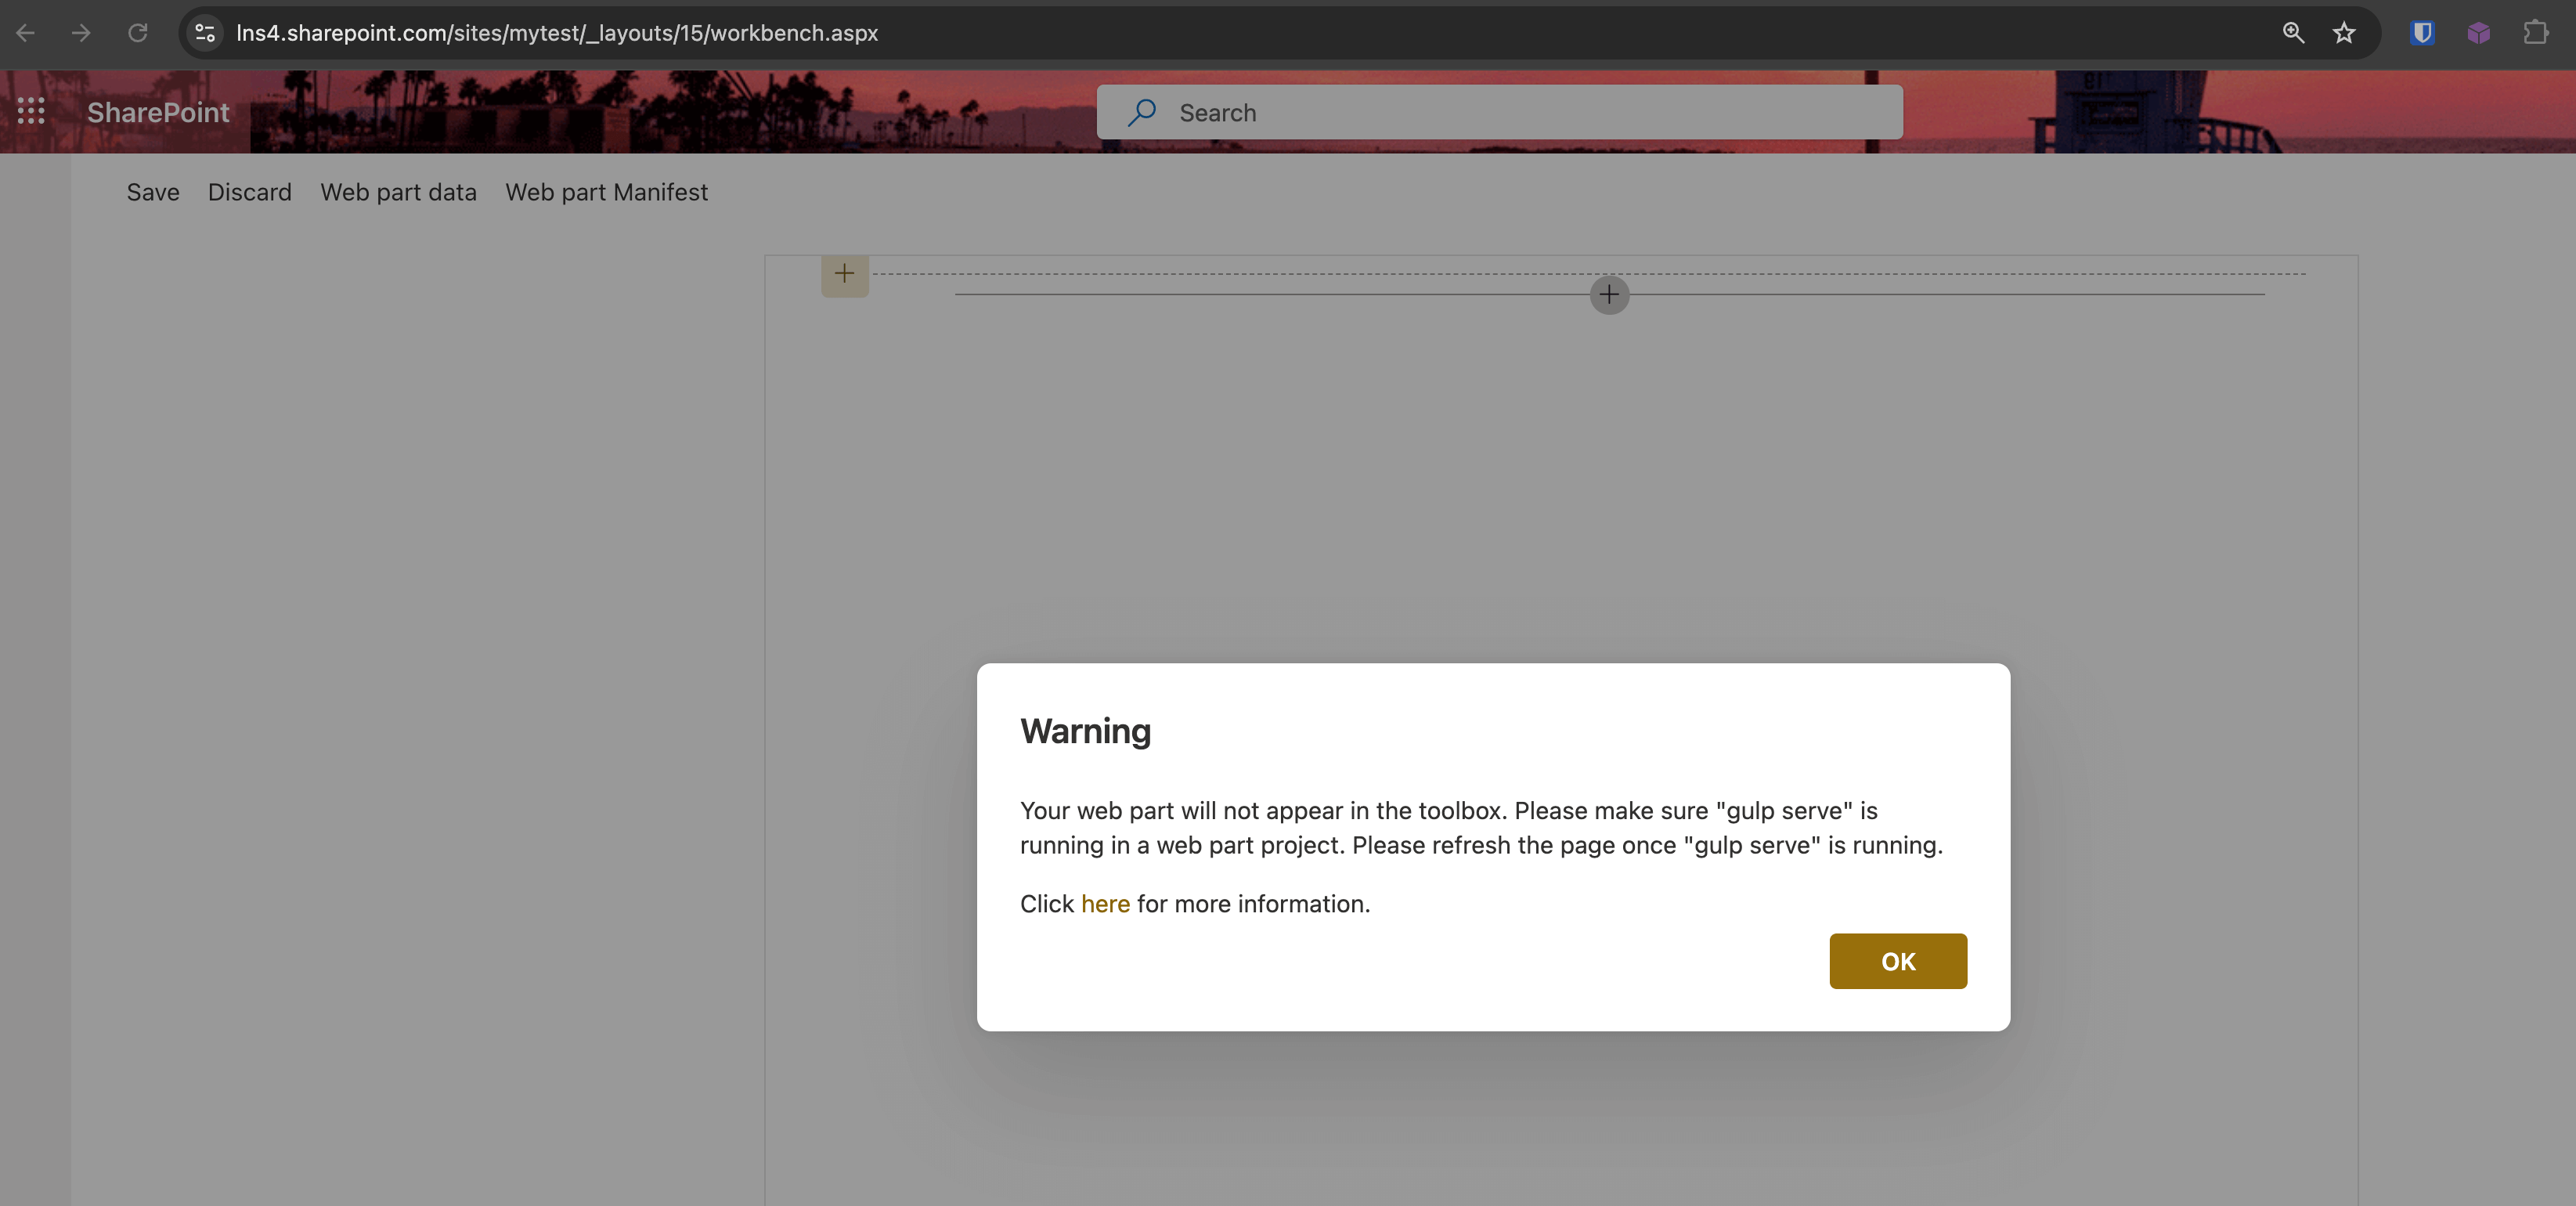 lns4.sharepoint.com/sites/mytest/_layouts/15/workbench.aspx
SharePoint
Search
Save Discard Web part data Web part Manifest
Warning
Your web part will not appear in the toolbox. Please make sure "gulp serve" is
running in a web part project. Please refresh the page once "gulp serve" is running.
Click here for more information.
OK